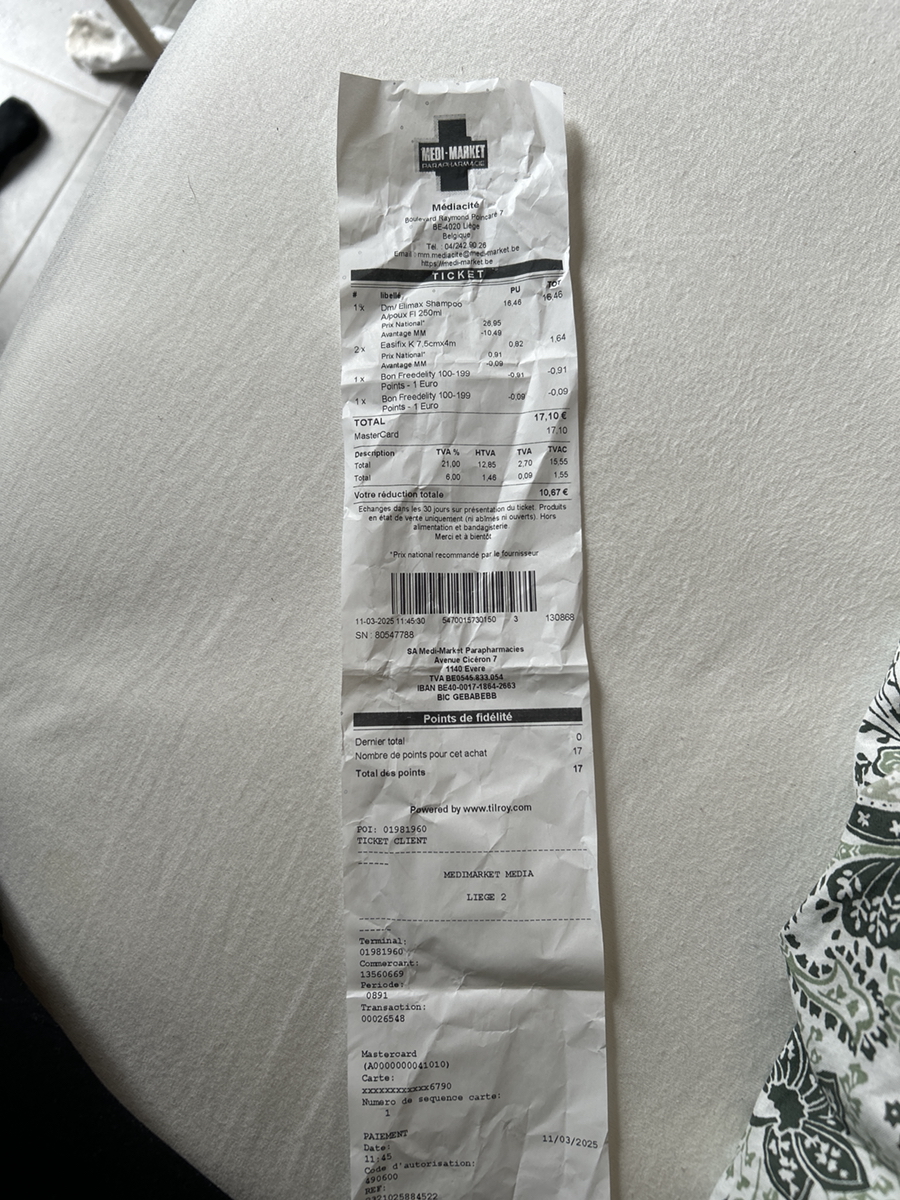 MEDI-MARKET
PARAPHARMACIE
Médiacité
Boulevard Raymond Poincaré 7
BE-4020 Liège
Belgique
Tél. : 04/242.90.26
Email : mm.mediacite@medi-market.be
https://medi-market.be
TICKET
# libellé PU TOT
1 x Dm/ Elimax Shampoo 16,46 16,46
A/poux Fl 250ml
Prix National* 26,95
Avantage MM -10,49
2 x Easifix K 7,5cmx4m 0,82 1,64
Prix National* 0,91
Avantage MM -0,09
1 x Bon Freedelity 100-199 -0,91 -0,91
Points - 1 Euro
1 x Bon Freedelity 100-199 -0,09 -0,09
Points - 1 Euro
TOTAL 17,10 €
MasterCard 17,10
Description TVA % HTVA TVA TVAC
Total 21,00 12,85 2,70 15,55
Total 6,00 1,46 0,09 1,55
Votre réduction totale 10,67 €
Echanges dans les 30 jours sur présentation du ticket. Produits
en état de vente uniquement (ni abîmés ni ouverts). Hors
alimentation et bandagisterie
Merci et à bientôt
*Prix national recommandé par le fournisseur
11-03-2025 11:45:30 5470015730150 3 130868
SN : 80547788
SA Medi-Market Parapharmacies
Avenue Cicéron 7
1140 Evere
TVA BE0545.833.054
IBAN BE40-0017-1864-2663
BIC GEBABEBB
Points de fidélité
Dernier total 0
Nombre de points pour cet achat 17
Total des points 17
Powered by www.tilroy.com
POI: 01981960
TICKET CLIENT
MEDIMARKET MEDIA
LIEGE 2
Terminal:
01981960
Commercant:
13560669
Periode:
0891
Transaction:
00026548
Mastercard
(A0000000041010)
Carte:
xxxxxxxxxxxx6790
Numero de sequence carte:
1
PAIEMENT
Date: 11/03/2025
11:45
Code d'autorisation:
490600
REF: